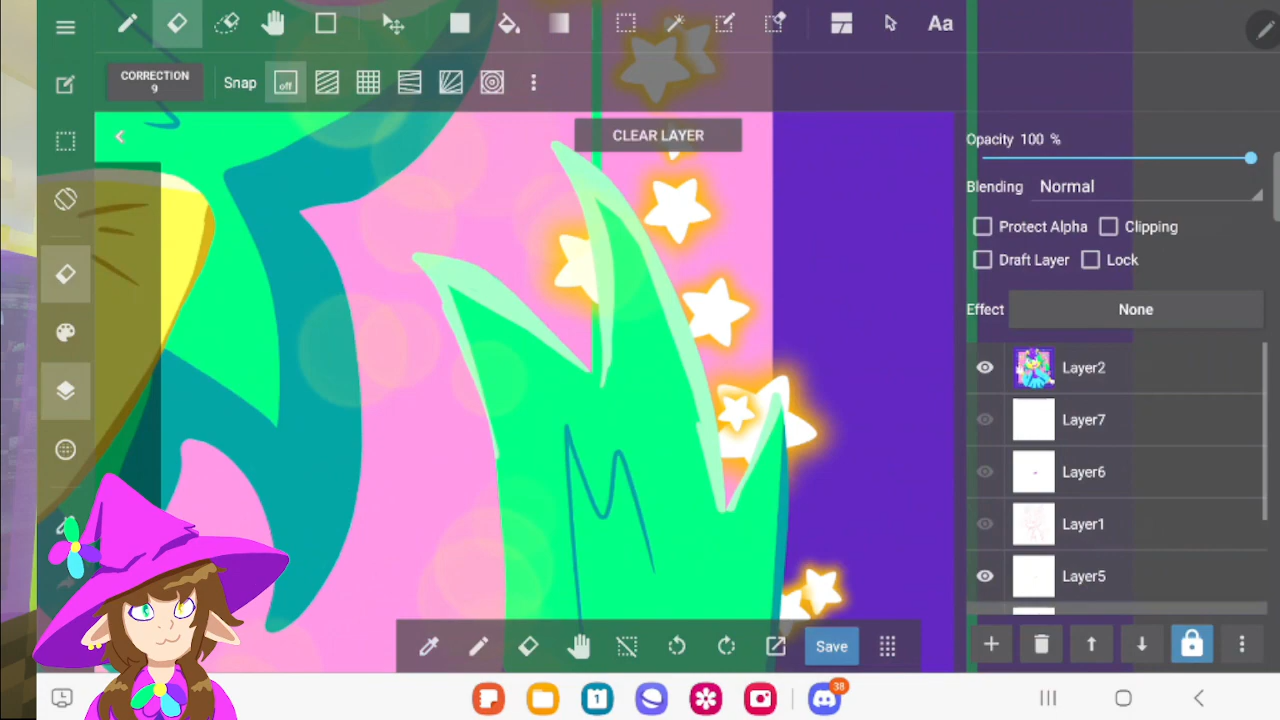 Aa
CORRECTION
9
Snap
off
CLEAR LAYER
Opacity 100 %
Blending Normal
Protect Alpha Clipping
Draft Layer Lock
Effect None
Layer2
Layer7
Layer6
Layer1
Layer5
Save
1
38